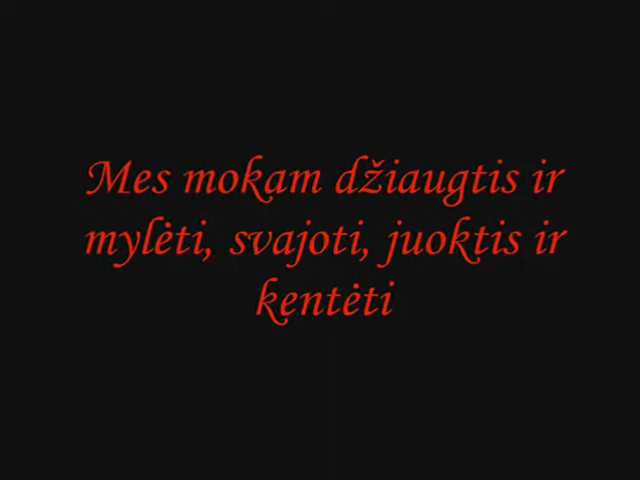 Mes mokam džiaugtis ir
mylėti, svajoti, juoktis ir
kentėti